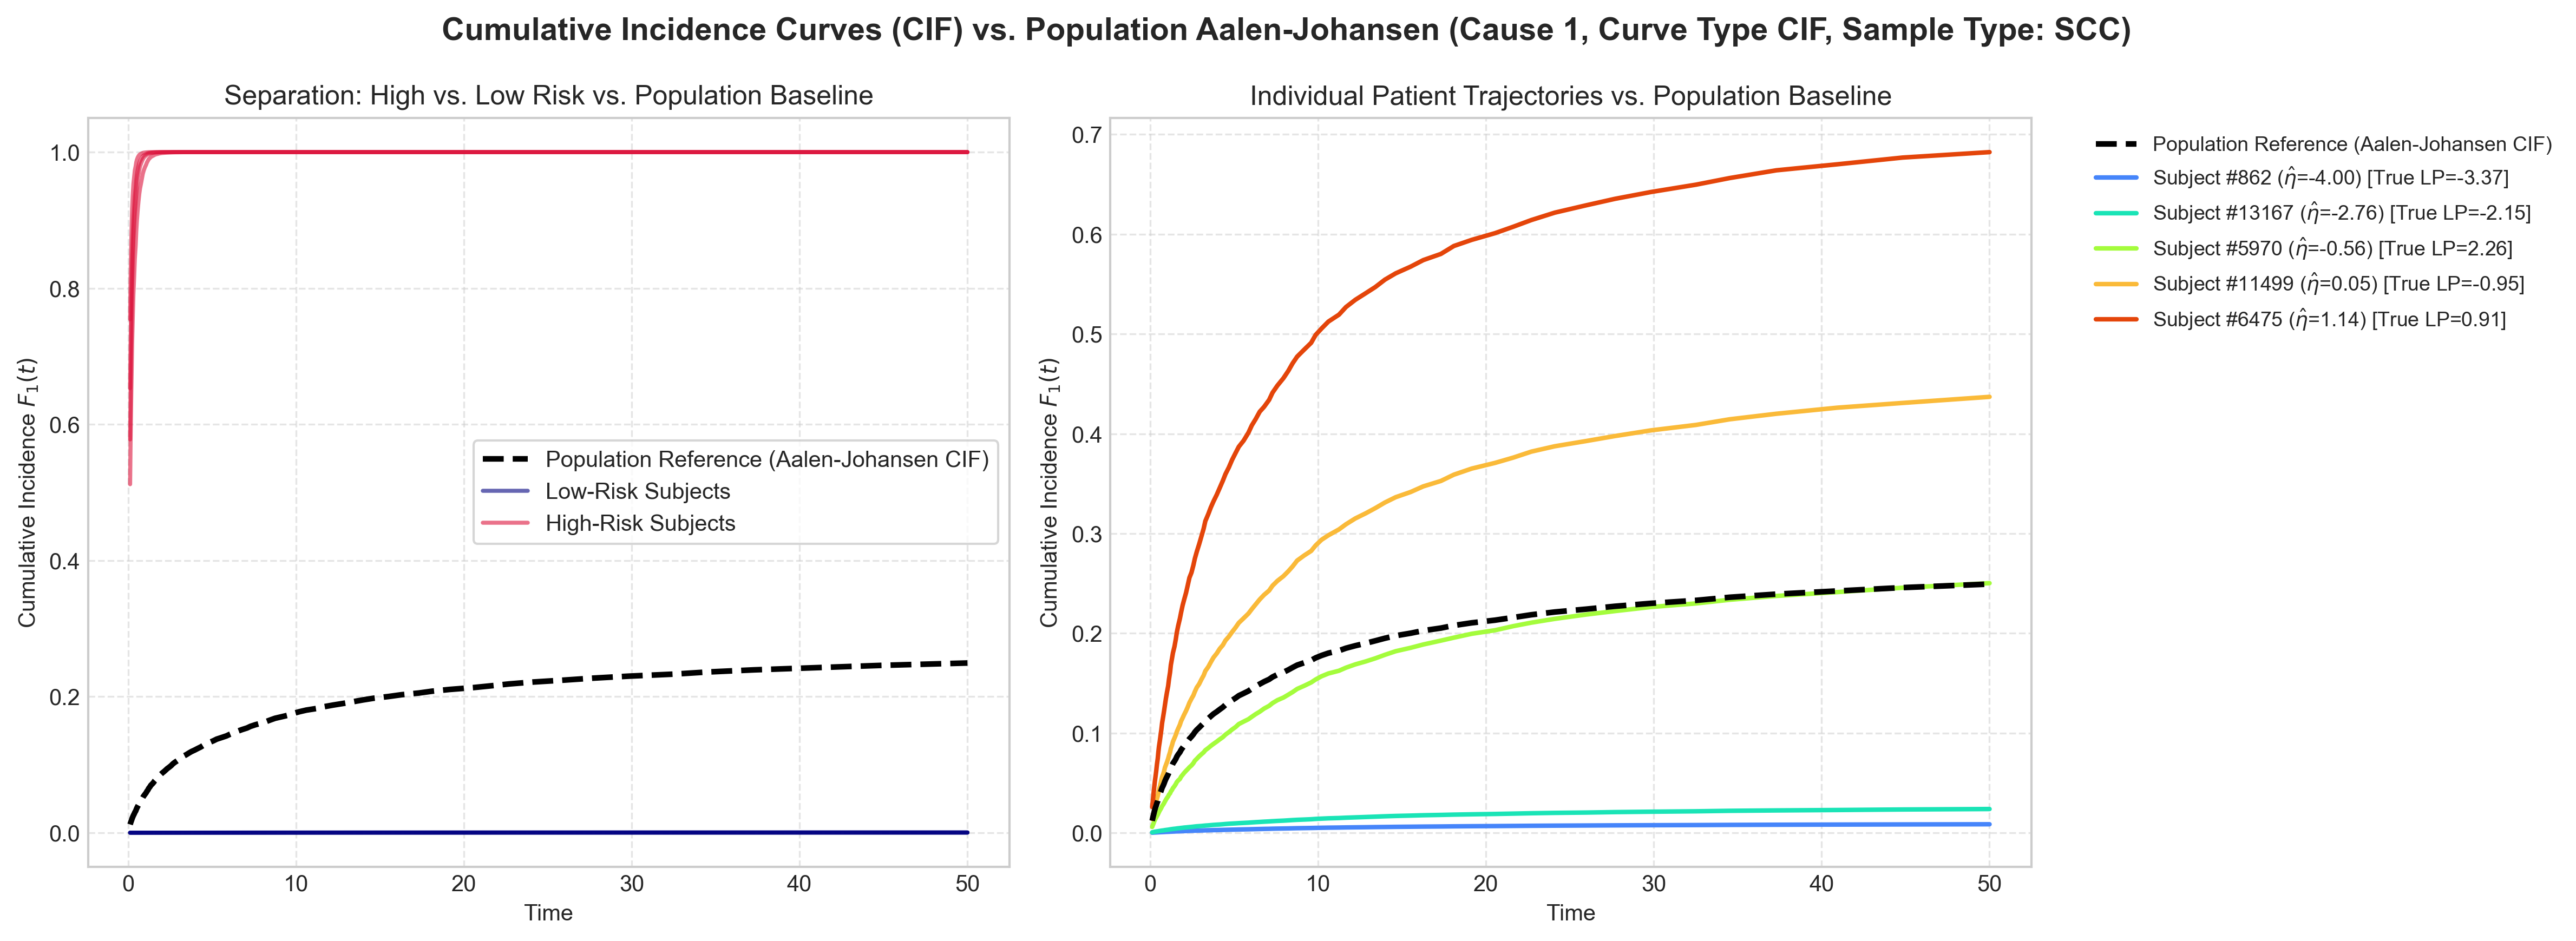 Cumulative Incidence Curves (CIF) vs. Population Aalen-Johansen (Cause 1, Curve Type CIF, Sample Type: SCC)
Separation: High vs. Low Risk vs. Population Baseline
Cumulative Incidence F₁(t)
1.0
0.8
0.6
0.4
0.2
0.0
Population Reference (Aalen-Johansen CIF)
Low-Risk Subjects
High-Risk Subjects
0 10 20 30 40 50
Time
Individual Patient Trajectories vs. Population Baseline
Cumulative Incidence F₁(t)
0.7
0.6
0.5
0.4
0.3
0.2
0.1
0.0
0 10 20 30 40 50
Time
Population Reference (Aalen-Johansen CIF)
Subject #862 (η̂=-4.00) [True LP=-3.37]
Subject #13167 (η̂=-2.76) [True LP=-2.15]
Subject #5970 (η̂=-0.56) [True LP=2.26]
Subject #11499 (η̂=0.05) [True LP=-0.95]
Subject #6475 (η̂=1.14) [True LP=0.91]